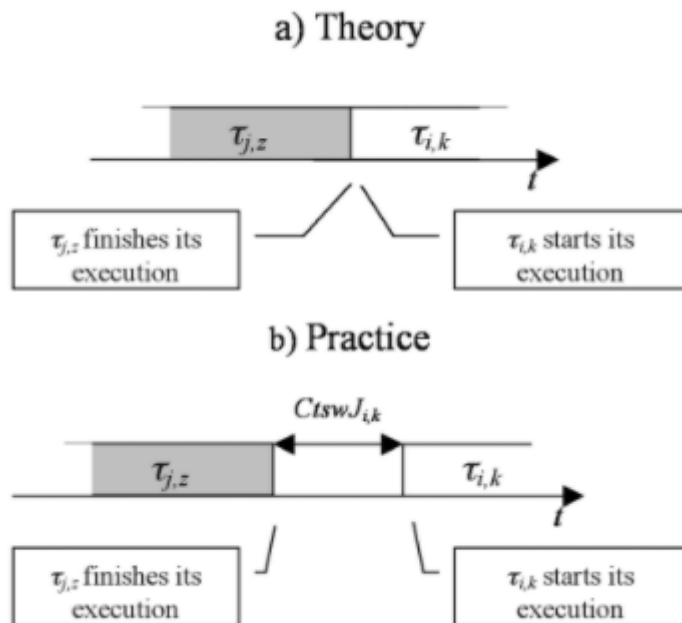 a) Theory
τj,z τi,k
t
τj,z finishes its
execution
τi,k starts its
execution
b) Practice
CtswJi,k
τj,z τi,k
t
τj,z finishes its
execution
τi,k starts its
execution